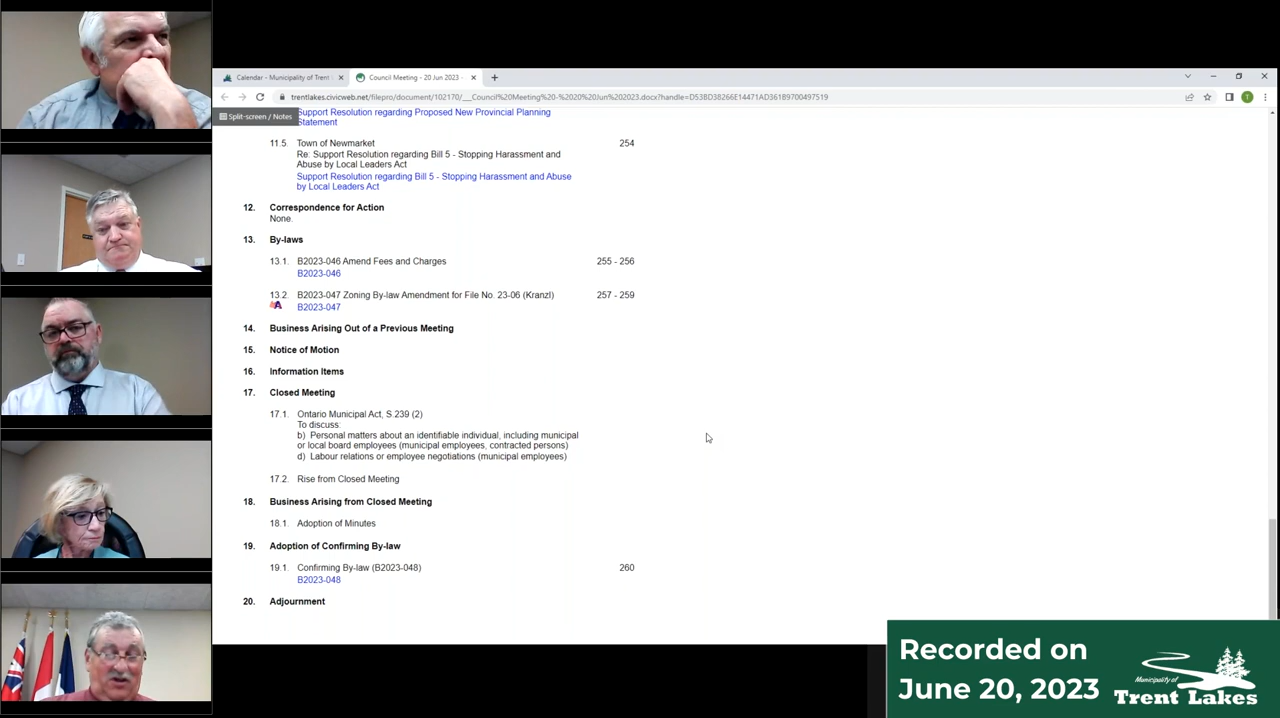 Calendar - Municipality of Trent
Council Meeting - 20 Jun 2023
trentlakes.civicweb.net/filepro/document/102170/__Council%20Meeting%20-%2020%20Jun%202023.docx?handle=D53BD38266E14471AD361B9700497519
Split-screen / Notes
Support Resolution regarding Proposed New Provincial Planning
Statement
11.5. Town of Newmarket 254
Re: Support Resolution regarding Bill 5 - Stopping Harassment and
Abuse by Local Leaders Act
Support Resolution regarding Bill 5 - Stopping Harassment and Abuse
by Local Leaders Act
12. Correspondence for Action
None.
13. By-laws
13.1. B2023-046 Amend Fees and Charges 255 - 256
B2023-046
13.2. B2023-047 Zoning By-law Amendment for File No. 23-06 (Kranzl) 257 - 259
B2023-047
14. Business Arising Out of a Previous Meeting
15. Notice of Motion
16. Information Items
17. Closed Meeting
17.1. Ontario Municipal Act, S.239 (2)
To discuss:
b) Personal matters about an identifiable individual, including municipal
or local board employees (municipal employees, contracted persons)
d) Labour relations or employee negotiations (municipal employees)
17.2. Rise from Closed Meeting
18. Business Arising from Closed Meeting
18.1. Adoption of Minutes
19. Adoption of Confirming By-law
19.1. Confirming By-law (B2023-048) 260
B2023-048
20. Adjournment
Recorded on
June 20, 2023
Municipality of
Trent Lakes